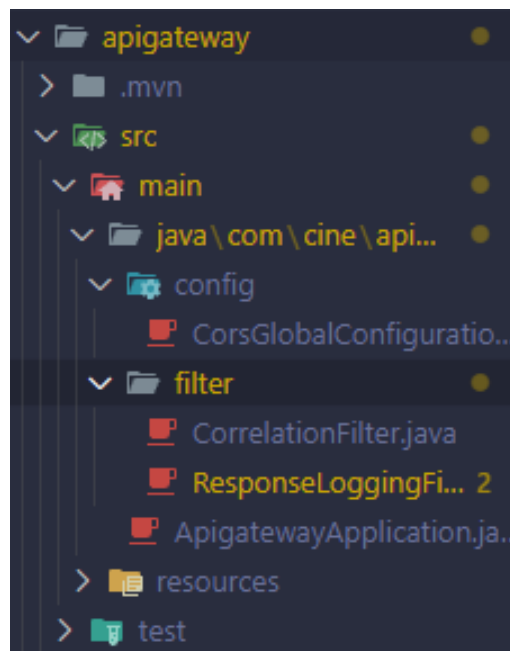 apigateway
.mvn
src
main
java\com\cine\api...
config
CorsGlobalConfiguratio...
filter
CorrelationFilter.java
ResponseLoggingFi... 2
ApigatewayApplication.ja...
resources
test